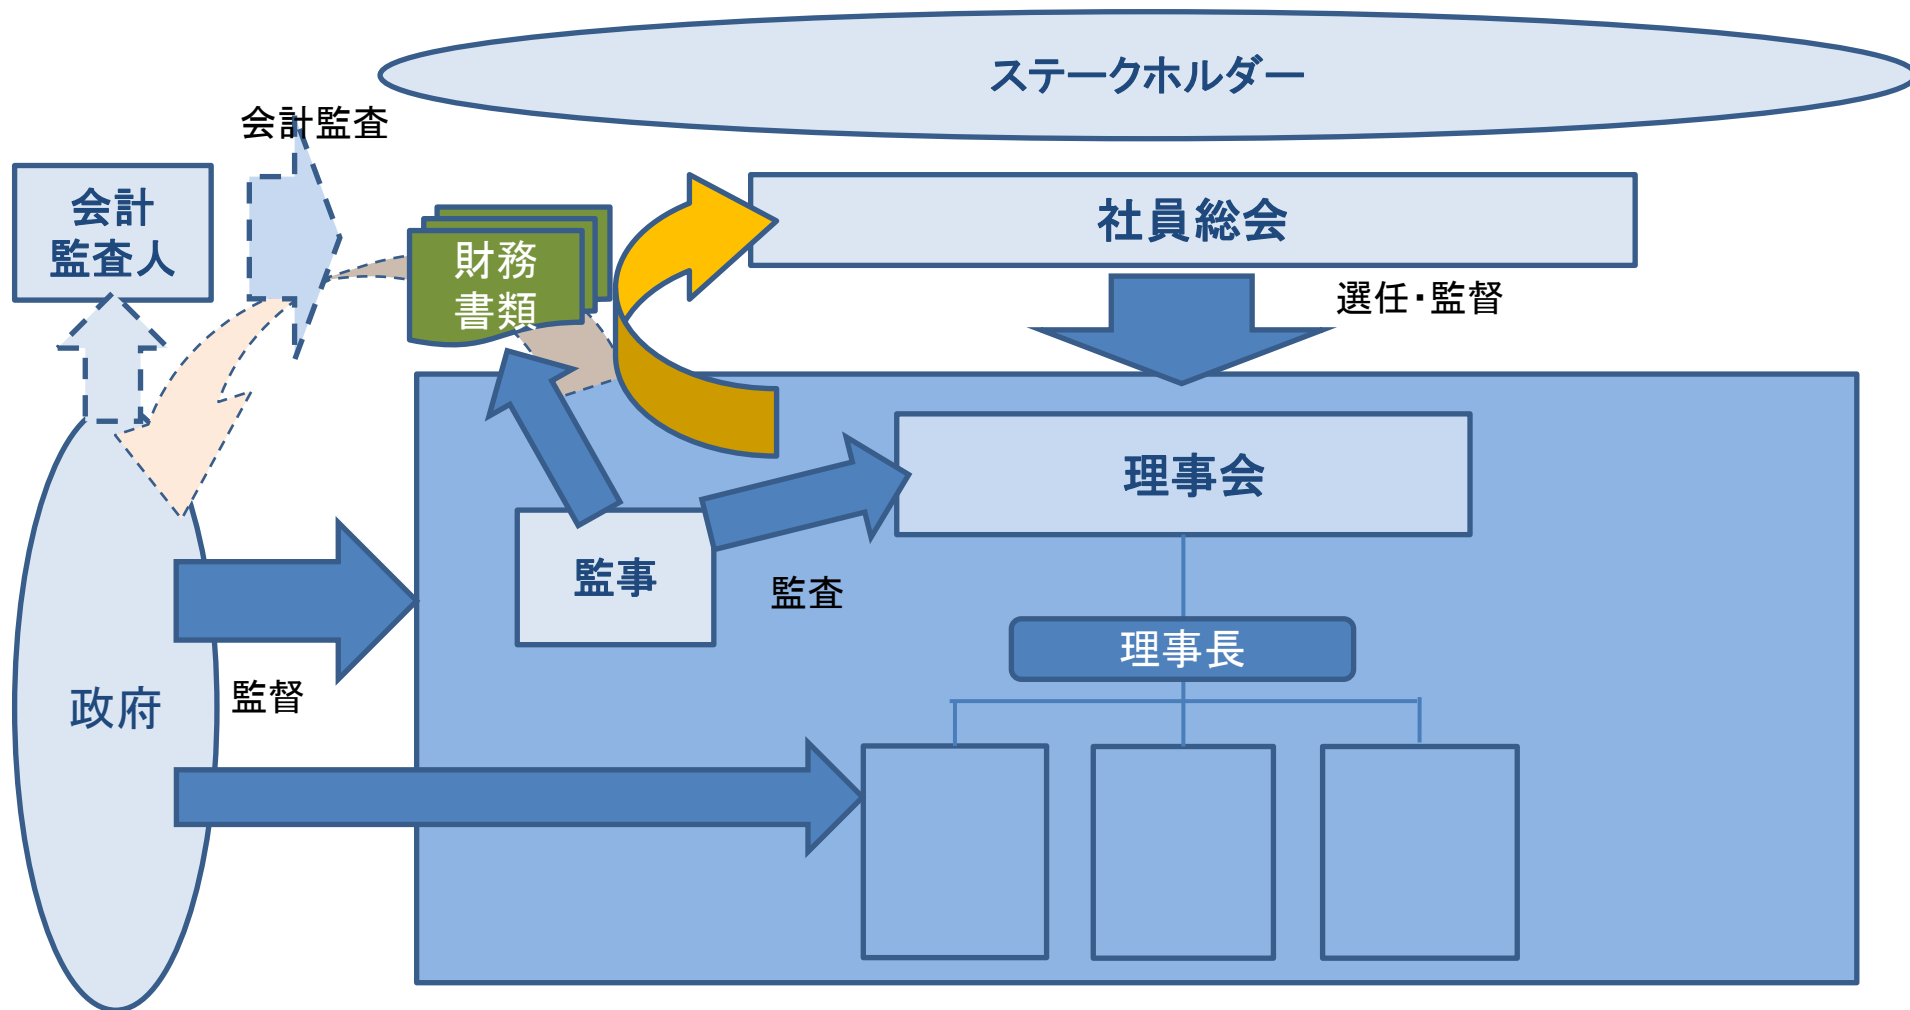 ステークホルダー
会計監査
会計
監査人
財務
書類
社員総会
選任・監督
理事会
監事
監査
理事長
政府
監督